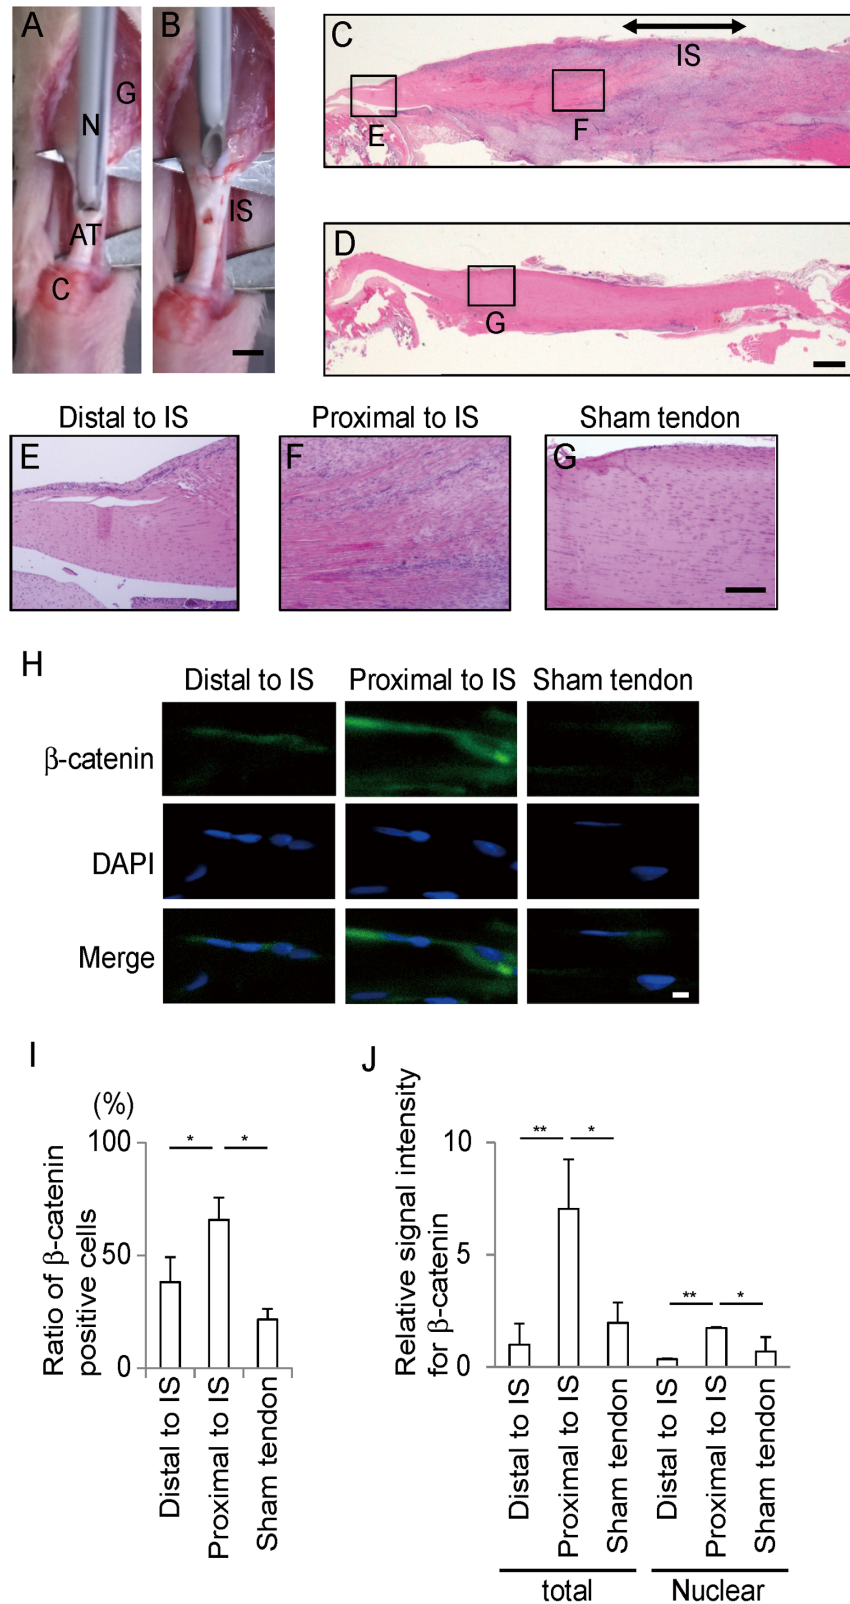 A
B
G
N
IS
AT
C
C
IS
E
F
D
G
Distal to IS
Proximal to IS
Sham tendon
E
F
G
H
Distal to IS
Proximal to IS
Sham tendon
β-catenin
DAPI
Merge
I
(%)
Ratio of β-catenin
positive cells
100
50
0
*
*
Distal to IS
Proximal to IS
Sham tendon
J
Relative signal intensity
for β-catenin
10
5
0
**
*
**
*
Distal to IS
Proximal to IS
Sham tendon
Distal to IS
Proximal to IS
Sham tendon
total
Nuclear